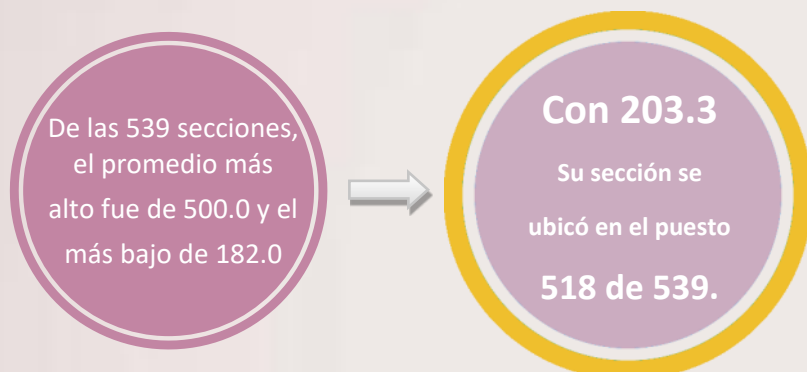 De las 539 secciones,
el promedio más
alto fue de 500.0 y el
más bajo de 182.0
Con 203.3
Su sección se
ubicó en el puesto
518 de 539.